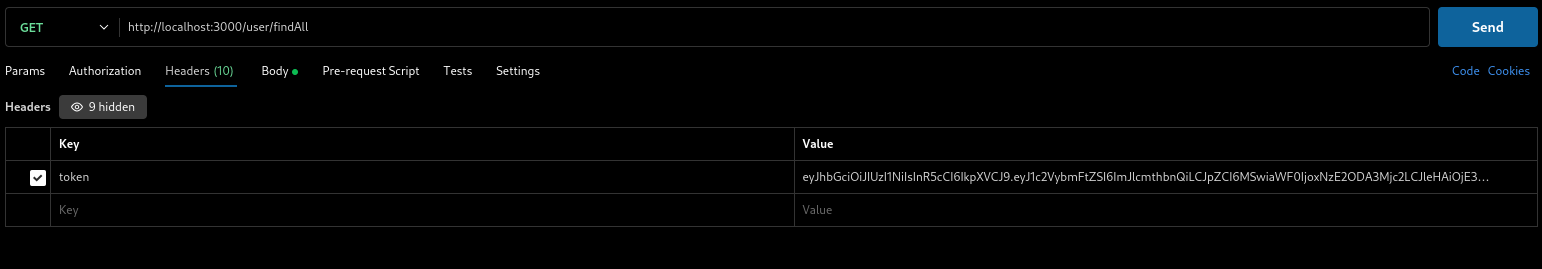 GET http://localhost:3000/user/findAll Send
Params Authorization Headers (10) Body Pre-request Script Tests Settings Code Cookies
Headers 9 hidden
Key Value
token eyJhbGciOiJIUzI1NiIsInR5cCI6IkpXVCJ9.eyJ1c2VybmFtZSI6ImJlcmthbnQiLCJpZCI6MSwiaWF0IjoxNzE2ODA3Mjc2LCJleHAiOjE3...
Key Value